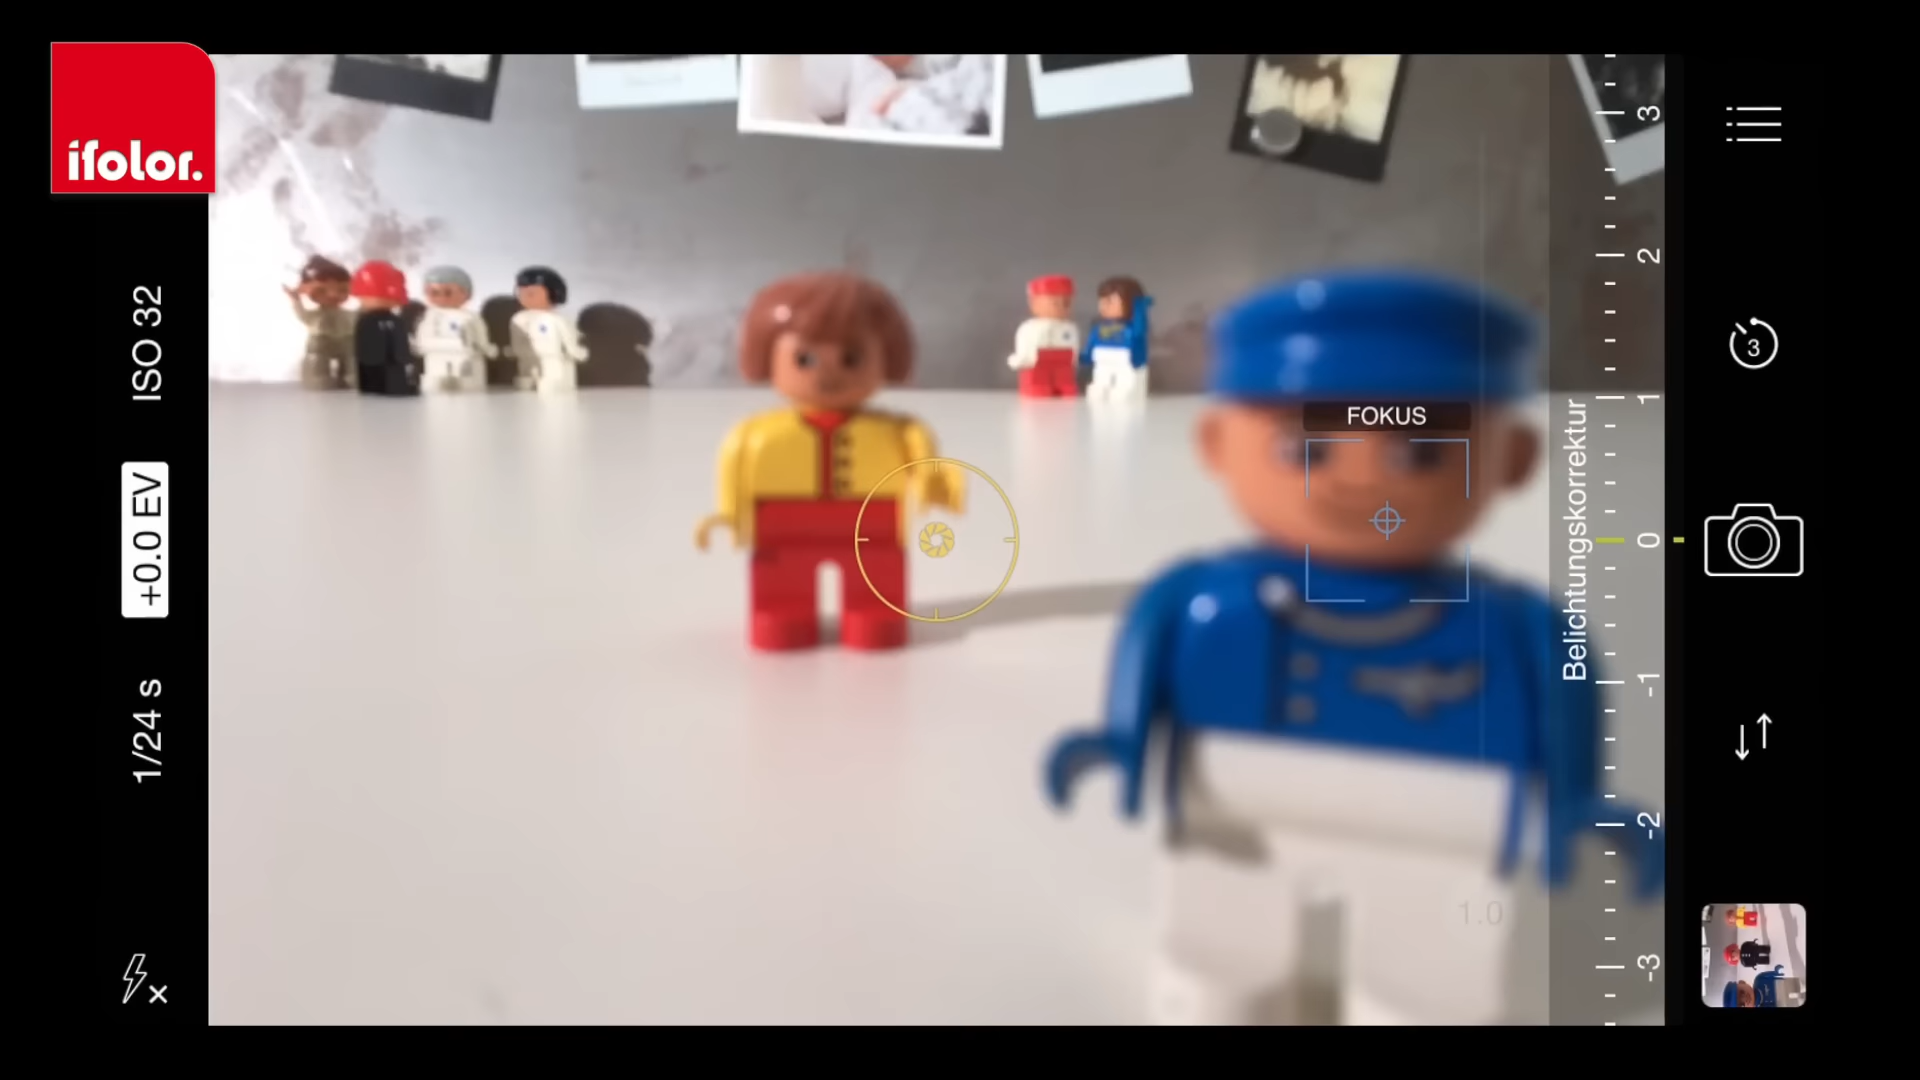 ifolor.
ISO 32
+0.0 EV
1/24 s
FOKUS
Belichtungskorrektur
3
2
1
0
-1
-2
-3
3
1.0